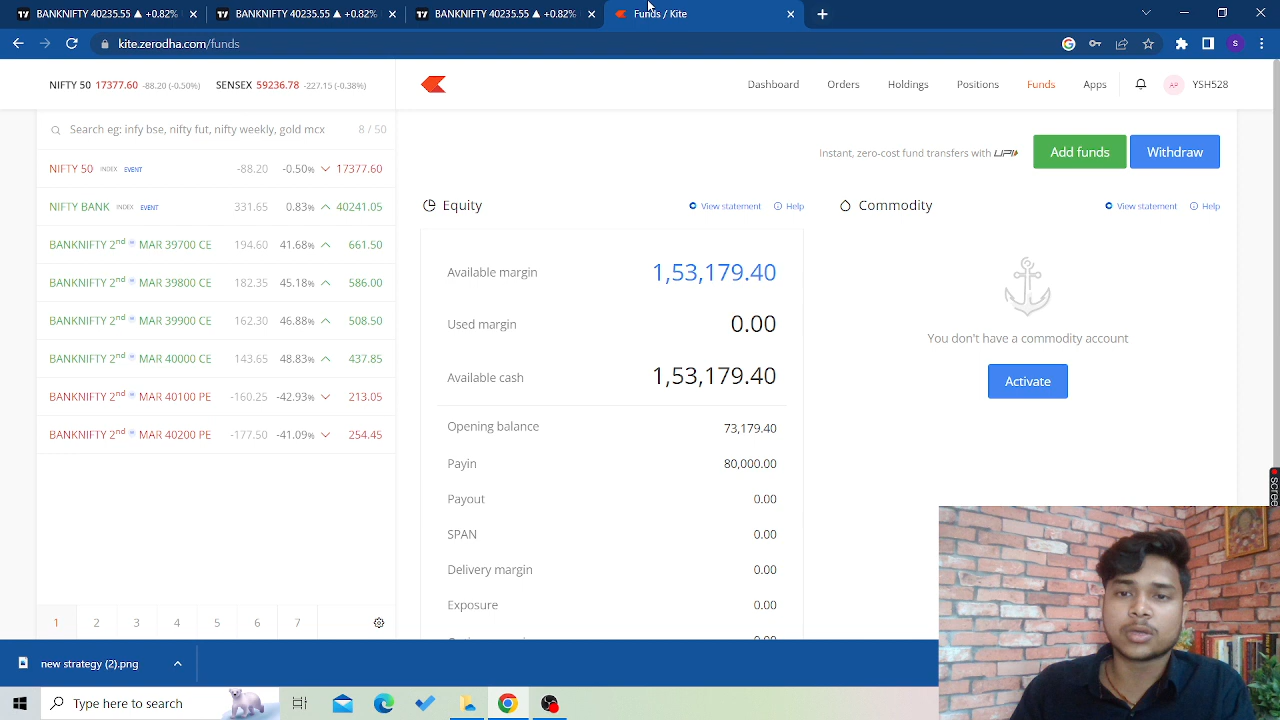 BANKNIFTY 40235.55 ▲ +0.82%
BANKNIFTY 40235.55 ▲ +0.82%
BANKNIFTY 40235.55 ▲ +0.82%
Funds / Kite
kite.zerodha.com/funds
S
NIFTY 50 17377.60 -88.20 (-0.50%) SENSEX 59236.78 -227.15 (-0.38%)
Dashboard Orders Holdings Positions Funds Apps AP YSH528
Search eg: infy bse, nifty fut, nifty weekly, gold mcx 8 / 50
NIFTY 50 INDEX EVENT -88.20 -0.50% 17377.60
NIFTY BANK INDEX EVENT 331.65 0.83% 40241.05
BANKNIFTY 2nd w MAR 39700 CE 194.60 41.68% 661.50
BANKNIFTY 2nd w MAR 39800 CE 182.35 45.18% 586.00
BANKNIFTY 2nd w MAR 39900 CE 162.30 46.88% 508.50
BANKNIFTY 2nd w MAR 40000 CE 143.65 48.83% 437.85
BANKNIFTY 2nd w MAR 40100 PE -160.25 -42.93% 213.05
BANKNIFTY 2nd w MAR 40200 PE -177.50 -41.09% 254.45
1 2 3 4 5 6 7
Instant, zero-cost fund transfers with UPI Add funds Withdraw
Equity View statement Help
Available margin 1,53,179.40
Used margin 0.00
Available cash 1,53,179.40
Opening balance 73,179.40
Payin 80,000.00
Payout 0.00
SPAN 0.00
Delivery margin 0.00
Exposure 0.00
Commodity View statement Help
You don't have a commodity account
Activate
new strategy (2).png
Type here to search